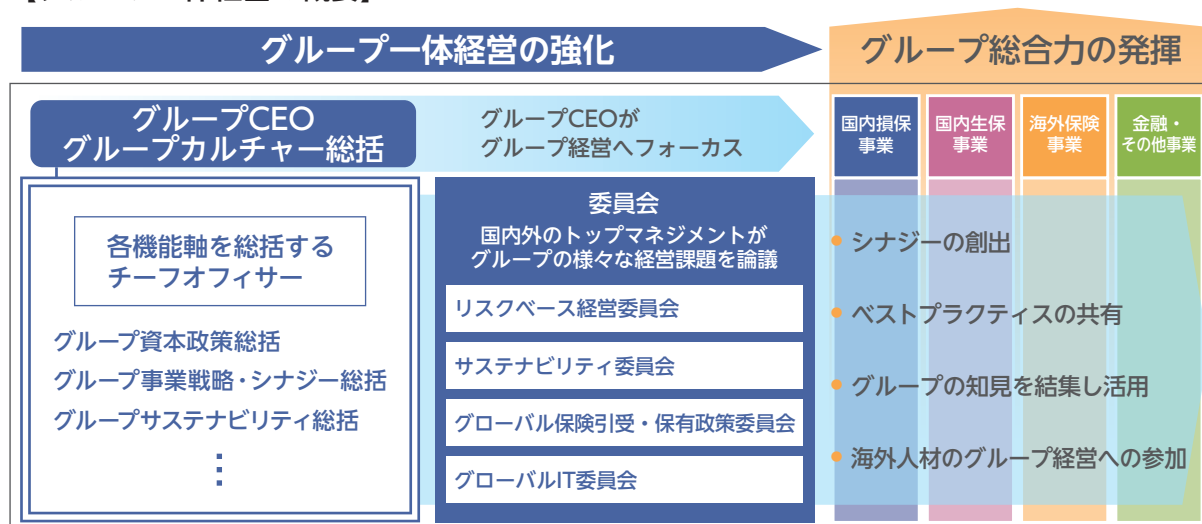 グループ一体経営の強化
グループ総合力の発揮
グループCEO
グループカルチャー総括
グループCEOが
グループ経営へフォーカス
国内損保
事業
国内生保
事業
海外保険
事業
金融・
その他事業
各機能軸を総括する
チーフオフィサー
グループ資本政策総括
グループ事業戦略・シナジー総括
グループサステナビリティ総括
⋮
委員会
国内外のトップマネジメントが
グループの様々な経営課題を論議
リスクベース経営委員会
サステナビリティ委員会
グローバル保険引受・保有政策委員会
グローバルIT委員会
• シナジーの創出
• ベストプラクティスの共有
• グループの知見を結集し活用
• 海外人材のグループ経営への参加